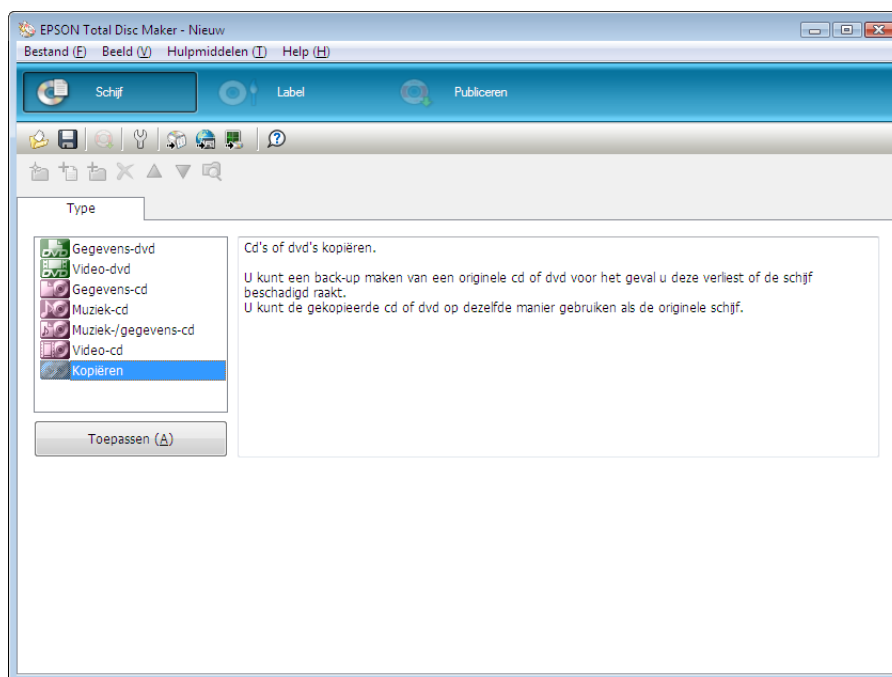 EPSON Total Disc Maker - Nieuw
Bestand (F) Beeld (V) Hulpmiddelen (T) Help (H)
Schijf Label Publiceren
Type
DVD Gegevens-dvd
DVD Video-dvd
Gegevens-cd
Muziek-cd
Muziek-/gegevens-cd
Video-cd
Kopiëren
Toepassen (A)
Cd's of dvd's kopiëren.
U kunt een back-up maken van een originele cd of dvd voor het geval u deze verliest of de schijf
beschadigd raakt.
U kunt de gekopieerde cd of dvd op dezelfde manier gebruiken als de originele schijf.